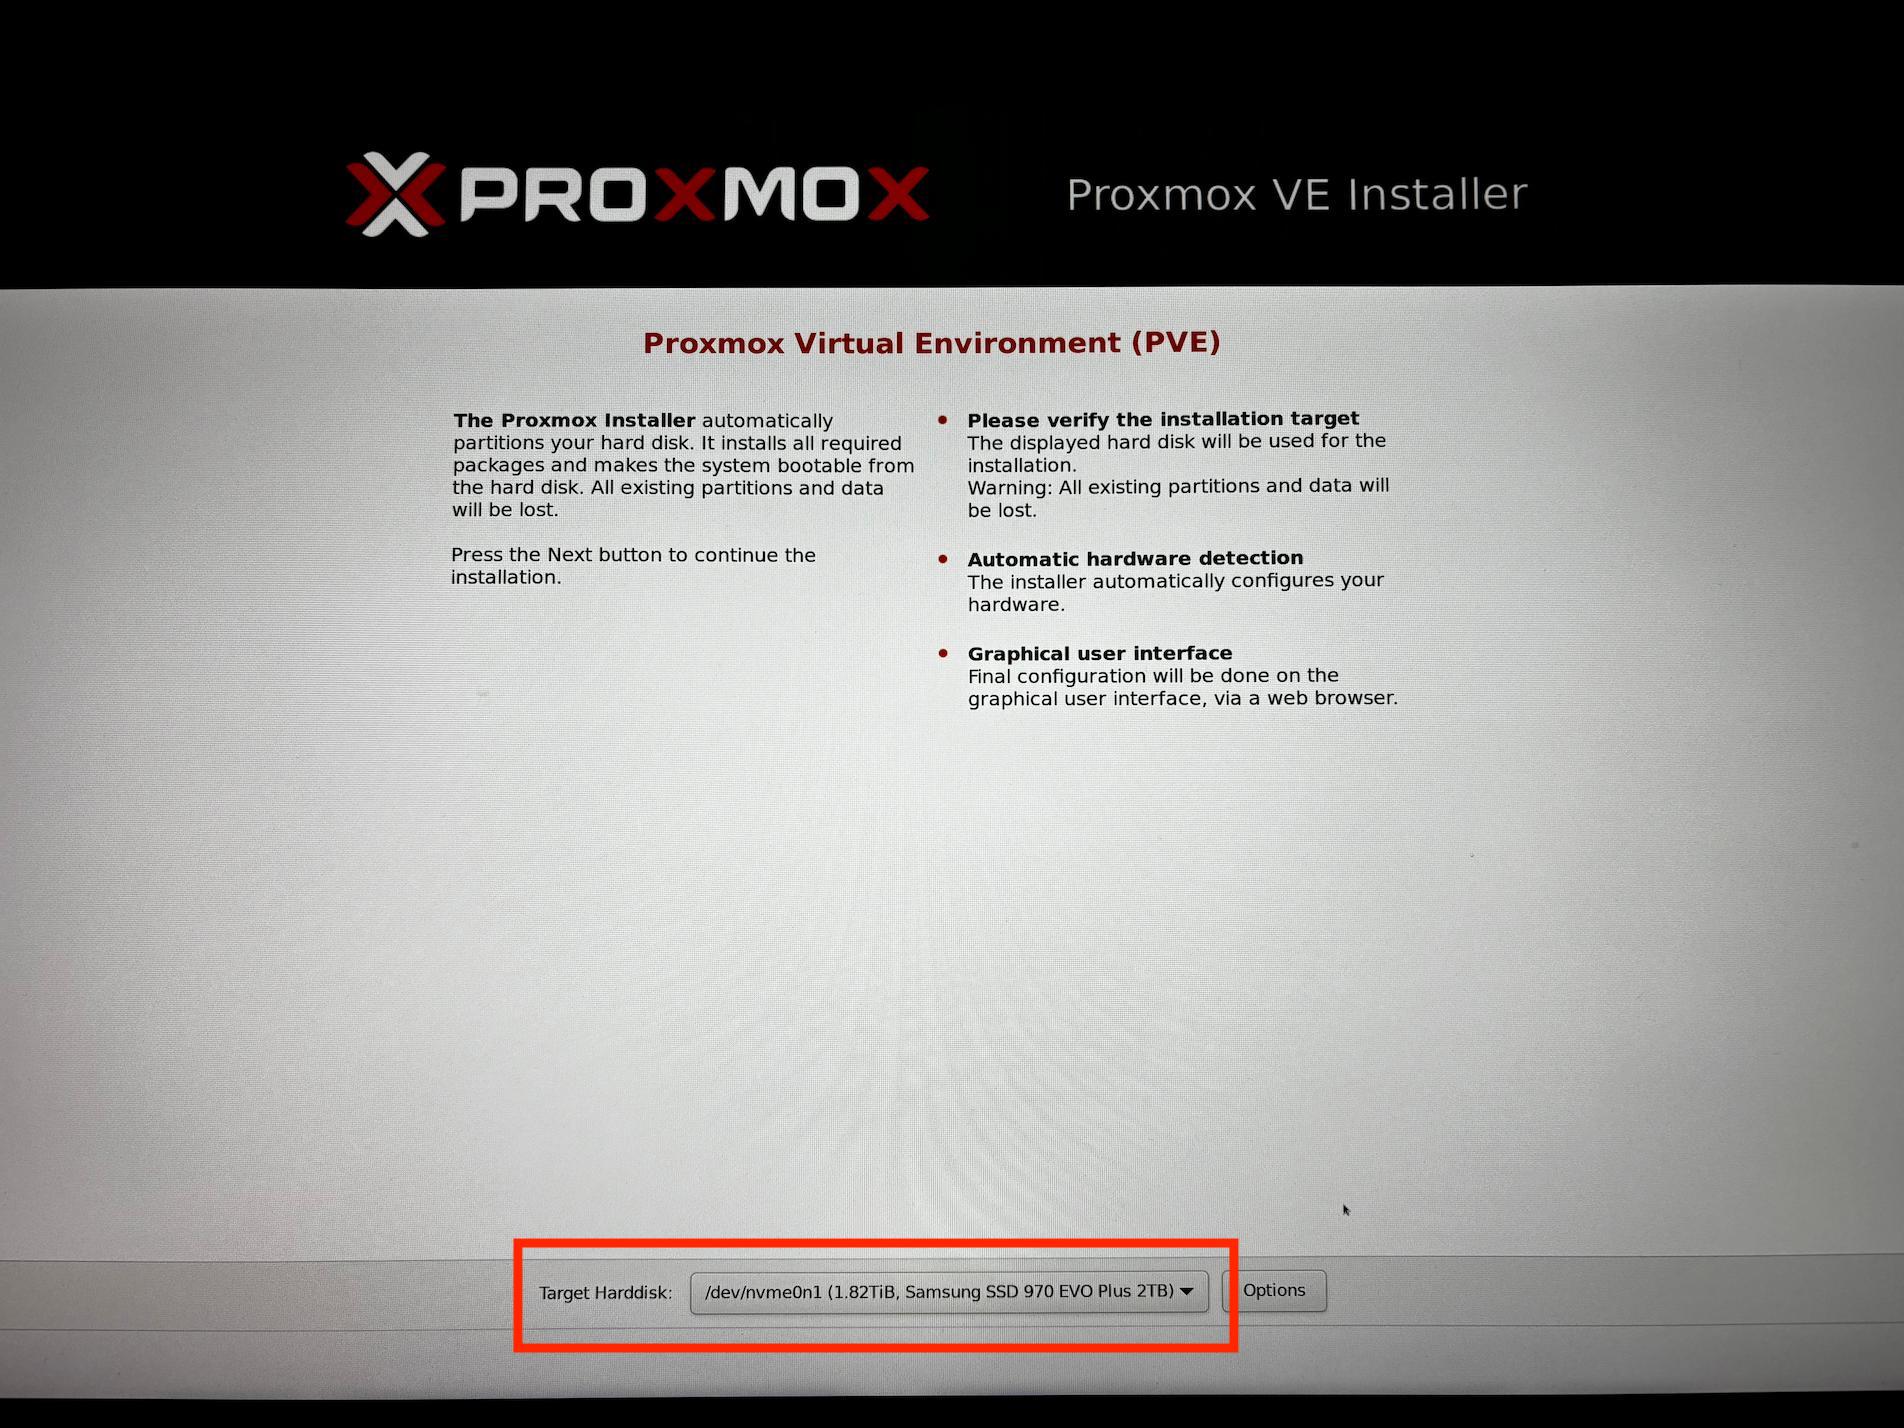 PROXMOX
Proxmox VE Installer
Proxmox Virtual Environment (PVE)
The Proxmox Installer automatically
partitions your hard disk. It installs all required
packages and makes the system bootable from
the hard disk. All existing partitions and data
will be lost.
Press the Next button to continue the
installation.
Please verify the installation target
The displayed hard disk will be used for the
installation.
Warning: All existing partitions and data will
be lost.
Automatic hardware detection
The installer automatically configures your
hardware.
Graphical user interface
Final configuration will be done on the
graphical user interface, via a web browser.
Target Harddisk: /dev/nvme0n1 (1.82TiB, Samsung SSD 970 EVO Plus 2TB) Options